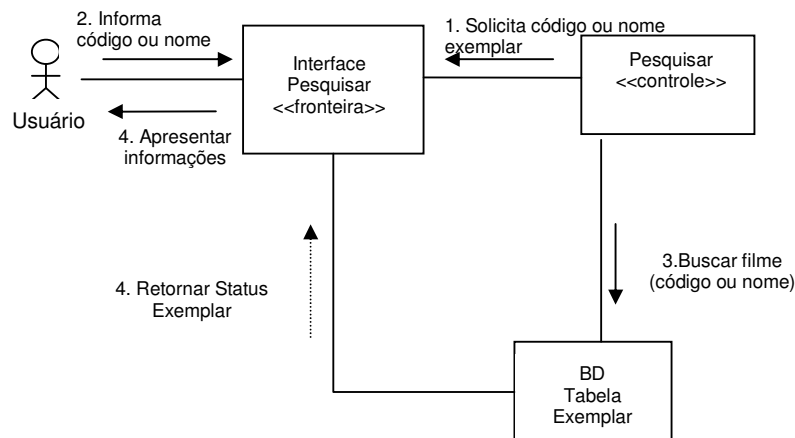 2. Informa
código ou nome
1. Solicita código ou nome
exemplar
Interface
Pesquisar
<<fronteira>>
Pesquisar
<<controle>>
Usuário
4. Apresentar
informações
3.Buscar filme
(código ou nome)
4. Retornar Status
Exemplar
BD
Tabela
Exemplar